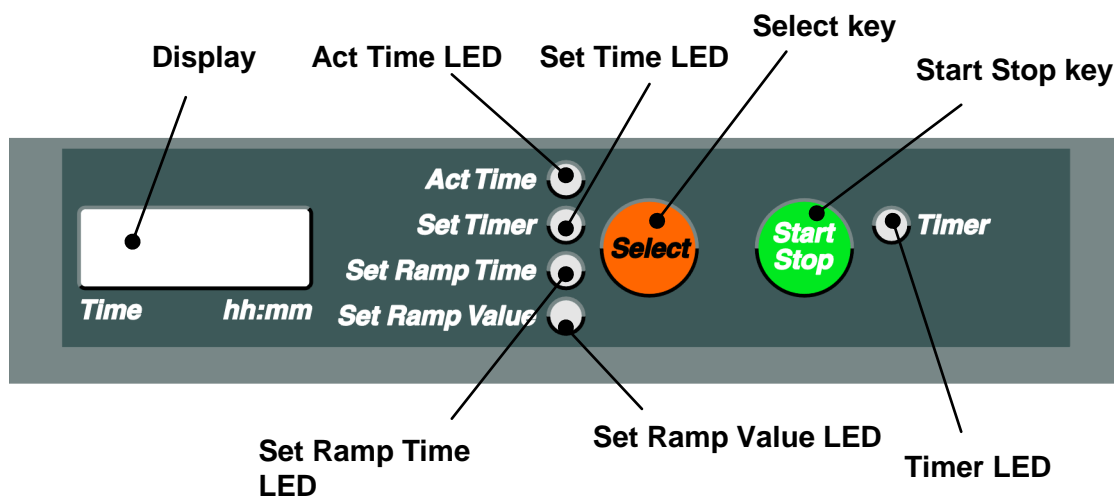 Select key
Display
Act Time LED
Set Time LED
Start Stop key
Act Time
Set Timer
Set Ramp Time
Set Ramp Value
Time
hh:mm
Select
Start
Stop
Timer
Set Ramp Time
LED
Set Ramp Value LED
Timer LED